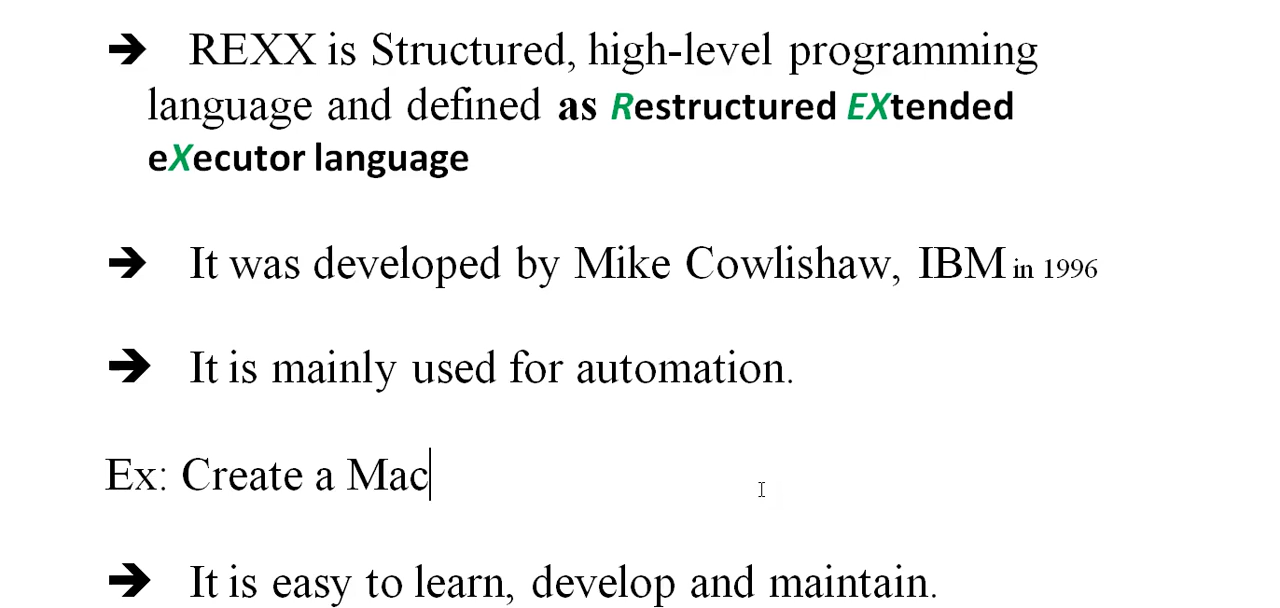 ➔ REXX is Structured, high-level programming
language and defined as Restructured EXtended
eXecutor language
➔ It was developed by Mike Cowlishaw, IBM in 1996
➔ It is mainly used for automation.
Ex: Create a Mac
➔ It is easy to learn, develop and maintain.